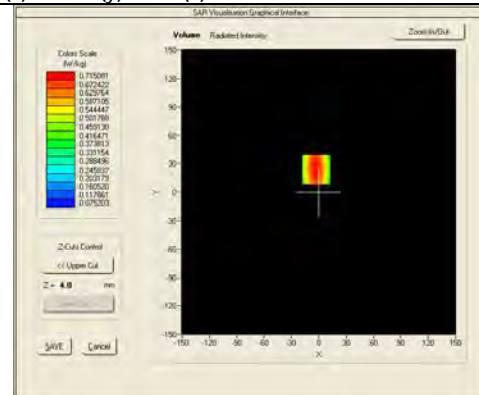 SAR Visualisation Graphical Interface
Volume Radiated Intensity
Zoom In/Out
Colors Scale
(W/kg)
0.715081
0.672422
0.629764
0.587105
0.544447
0.501788
0.459130
0.416471
0.373813
0.331154
0.288496
0.245837
0.203179
0.160520
0.117861
0.075203
150
120
90
60
30
0
-30
-60
-90
-120
-150
Y
-150 -120 -90 -60 -30 0 30 60 90 120 150
X
Z-Cuts Control
<< Upper Cut
Z = 4.0 mm
SAVE
Cancel